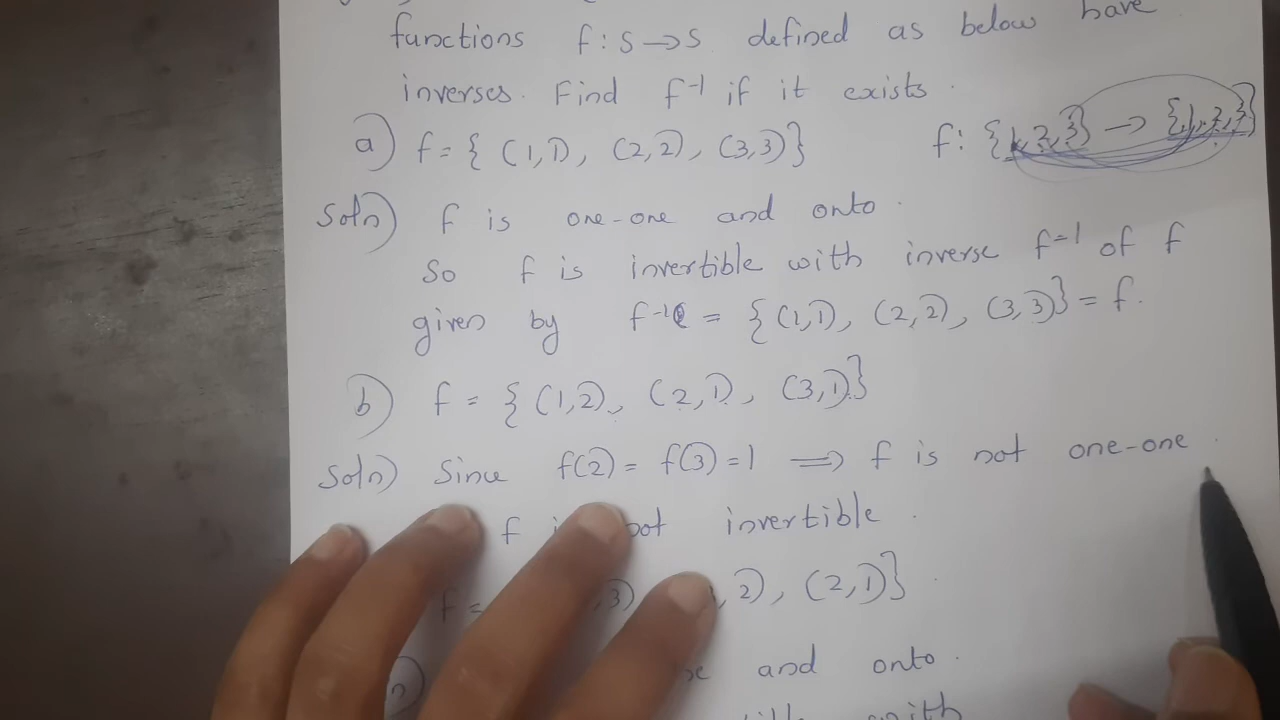 functions f : S → S defined as below have
inverses. Find f⁻¹ if it exists.
a) f = { (1,1), (2,2), (3,3)}
f: {1,2,3} → {1,2,3}
Soln) f is one-one and onto.
So f is invertible with inverse f⁻¹ of f
given by f⁻¹ = { (1,1), (2,2), (3,3)} = f.
b) f = { (1,2), (2,1), (3,1)}
Soln) Since f(2) = f(3) = 1 ⟹ f is not one-one.
f not invertible.
f = ,3) , 2), (2,1)}
and onto.
with